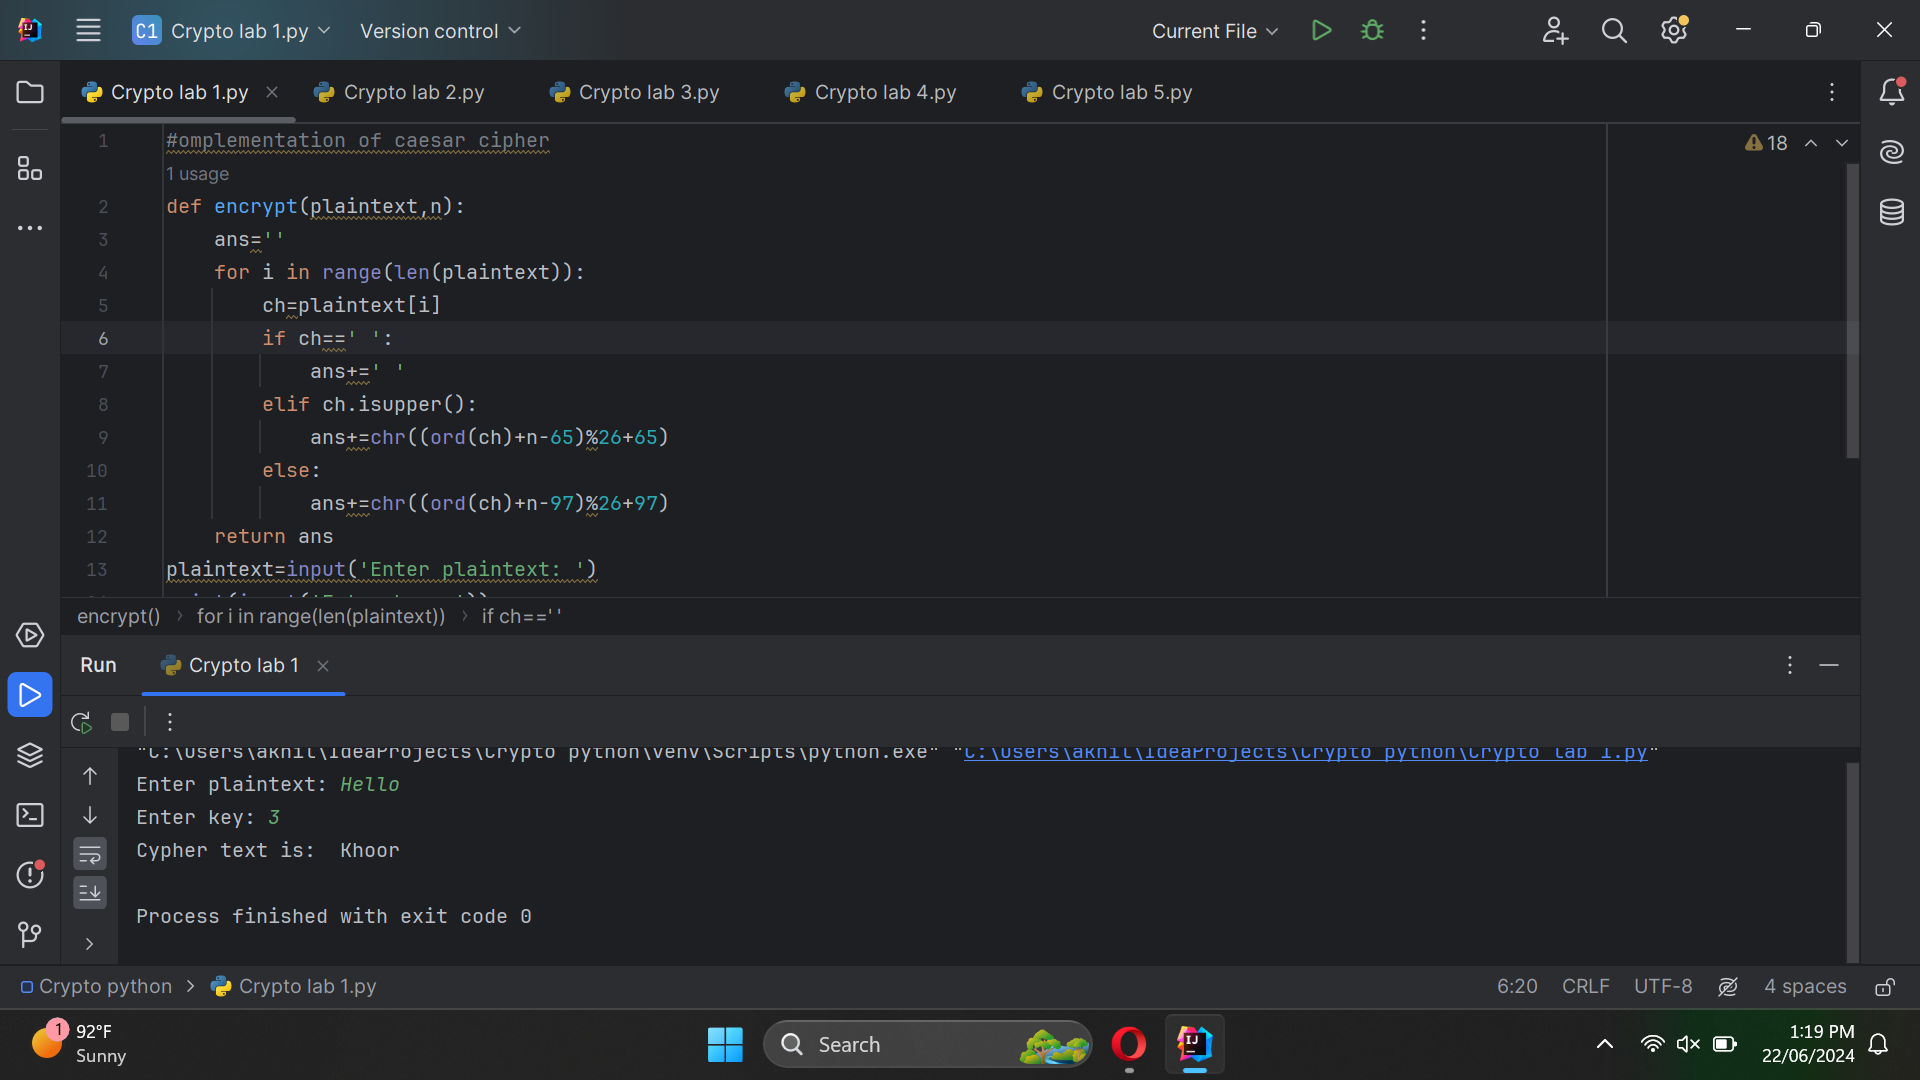 C1 Crypto lab 1.py Version control Current File
Crypto lab 1.py Crypto lab 2.py Crypto lab 3.py Crypto lab 4.py Crypto lab 5.py
1 #omplementation of caesar cipher 18
1 usage
2 def encrypt(plaintext,n):
3 ans=''
4 for i in range(len(plaintext)):
5 ch=plaintext[i]
6 if ch==' ':
7 ans+=' '
8 elif ch.isupper():
9 ans+=chr((ord(ch)+n-65)%26+65)
10 else:
11 ans+=chr((ord(ch)+n-97)%26+97)
12 return ans
13 plaintext=input('Enter plaintext: ')
encrypt() › for i in range(len(plaintext)) › if ch==''
Run Crypto lab 1
"C:\Users\akhil\IdeaProjects\Crypto python\venv\Scripts\python.exe" "C:\Users\akhil\IdeaProjects\Crypto python\Crypto lab 1.py"
Enter plaintext: Hello
Enter key: 3
Cypher text is:  Khoor
Process finished with exit code 0
Crypto python > Crypto lab 1.py 6:20 CRLF UTF-8 4 spaces
1 92°F
Sunny
Search
IJ
1:19 PM
22/06/2024